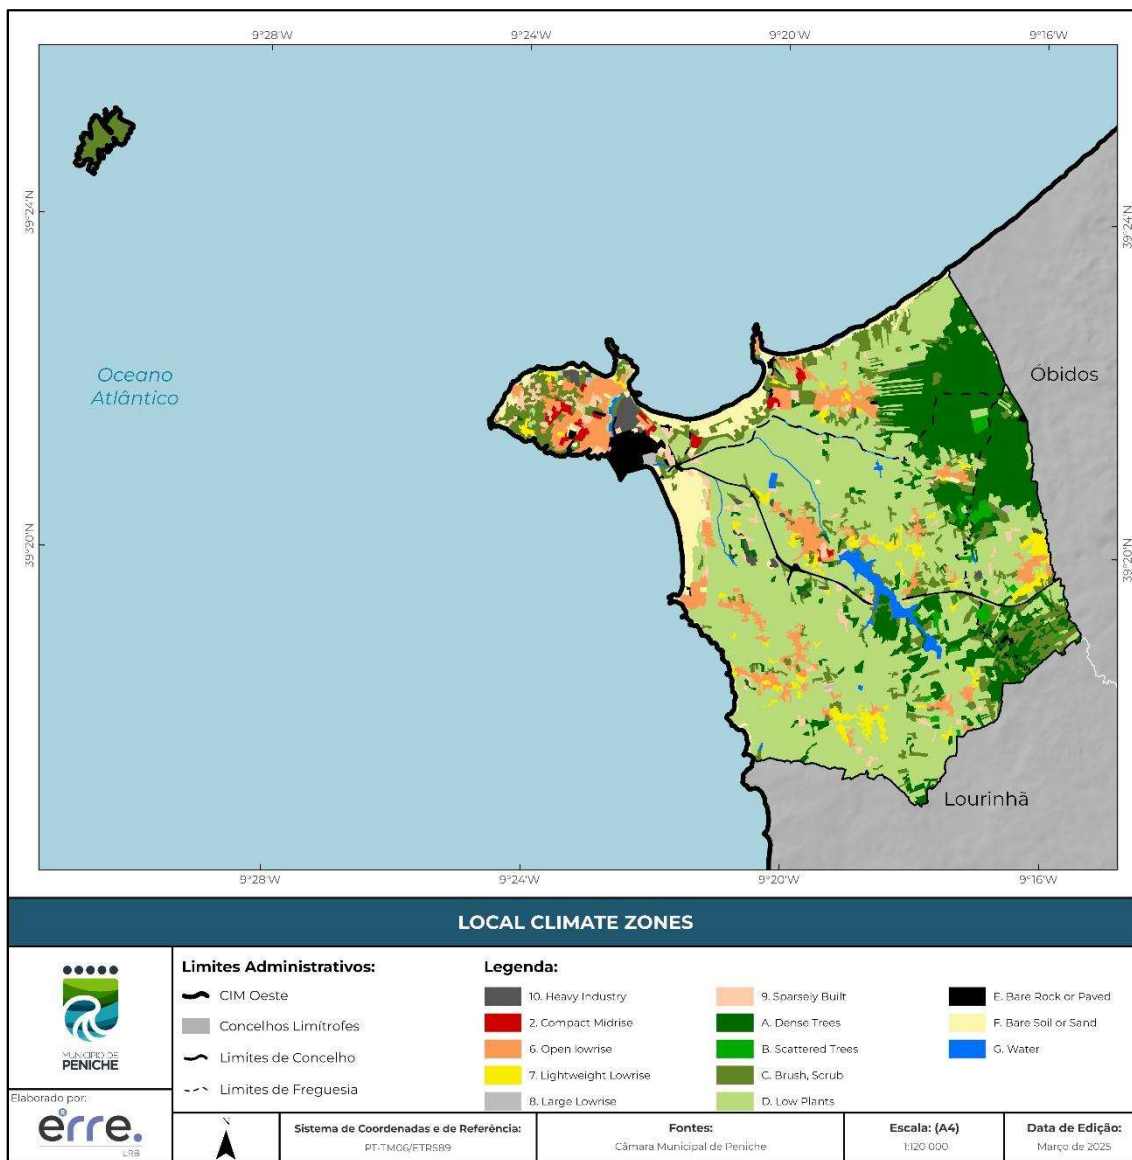 9°28'W 9°24'W 9°20'W 9°16'W
39°24'N 39°24'N
Oceano
Atlântico
Óbidos
39°20'N 39°20'N
Lourinhã
9°28'W 9°24'W 9°20'W 9°16'W
LOCAL CLIMATE ZONES
MUNICÍPIO DE
PENICHE
Elaborado por:
erre.
LRB
Limites Administrativos:
CIM Oeste
Concelhos Limítrofes
Limites de Concelho
Limites de Freguesia
Legenda:
10. Heavy Industry
2. Compact Midrise
6. Open lowrise
7. Lightweight Lowrise
8. Large Lowrise
9. Sparsely Built
A. Dense Trees
B. Scattered Trees
C. Brush, Scrub
D. Low Plants
E. Bare Rock or Paved
F. Bare Soil or Sand
G. Water
N
Sistema de Coordenadas e de Referência:
PT-TM06/ETRS89
Fontes:
Câmara Municipal de Peniche
Escala: (A4)
1:120 000
Data de Edição:
Março de 2025